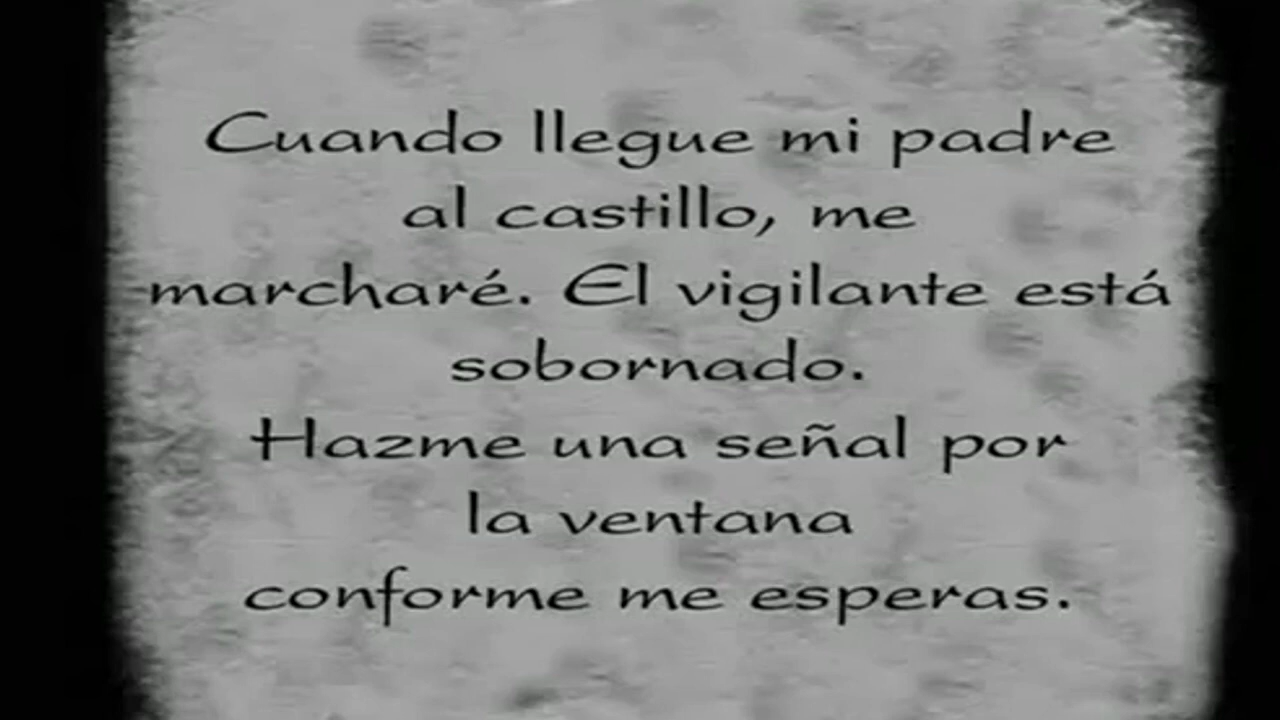 Cuando llegue mi padre
al castillo, me
marcharé. El vigilante está
sobornado.
Hazme una señal por
la ventana
conforme me esperas.